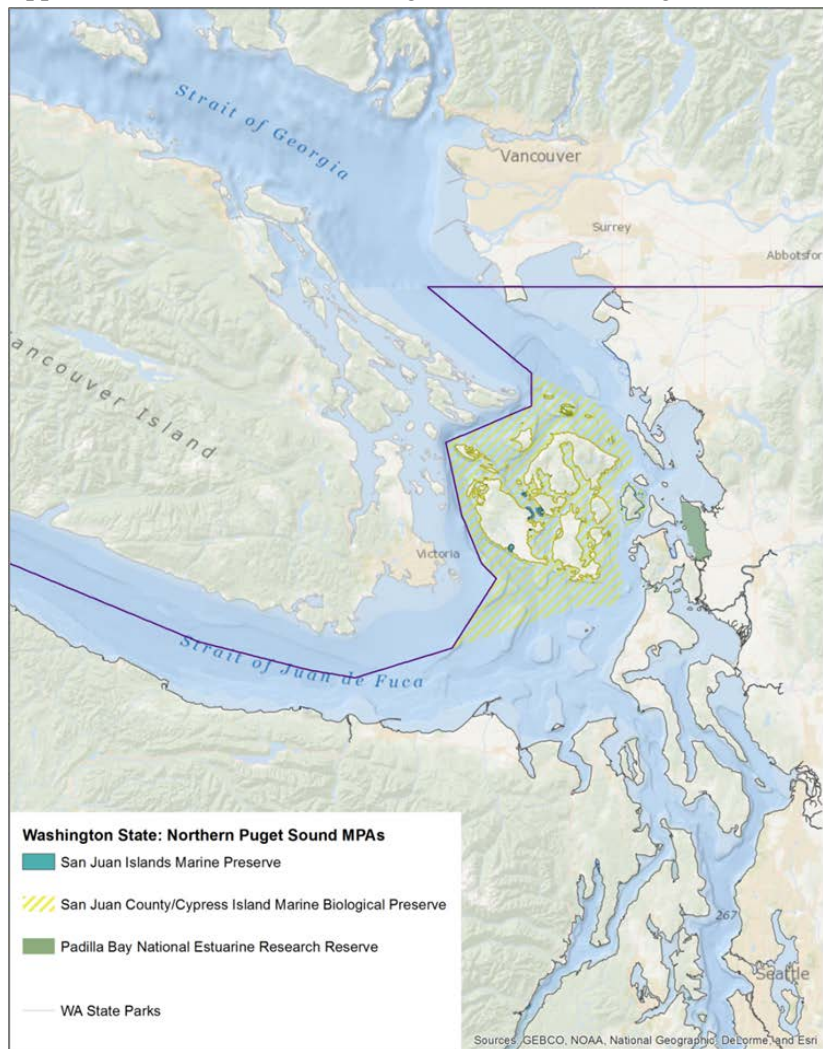 Strait of Georgia
Vancouver
Surrey
Abbotsfor
ancouver Island
Victoria
Strait of Juan de Fuca
Washington State: Northern Puget Sound MPAs
San Juan Islands Marine Preserve
San Juan County/Cypress Island Marine Biological Preserve
Padilla Bay National Estuarine Research Reserve
WA State Parks
267
Seattle
Sources: GEBCO, NOAA, National Geographic, DeLorme, and Esri